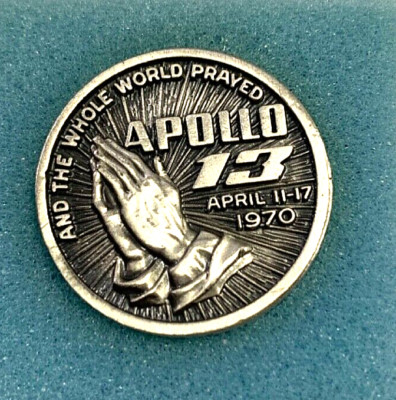 AND THE WHOLE WORLD PRAYED
APOLLO
13
APRIL 11-17
1970